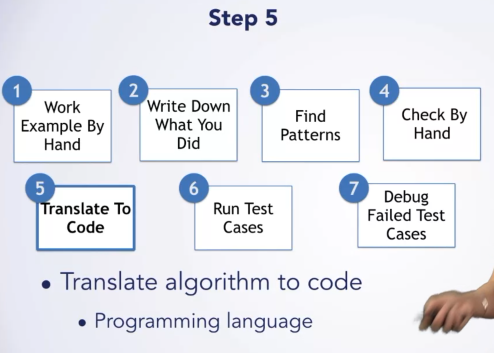 Step 5
1
Work
Example By
Hand
2
Write Down
What You
Did
3
Find
Patterns
4
Check By
Hand
5
Translate To
Code
6
Run Test
Cases
7
Debug
Failed Test
Cases
• Translate algorithm to code
• Programming language